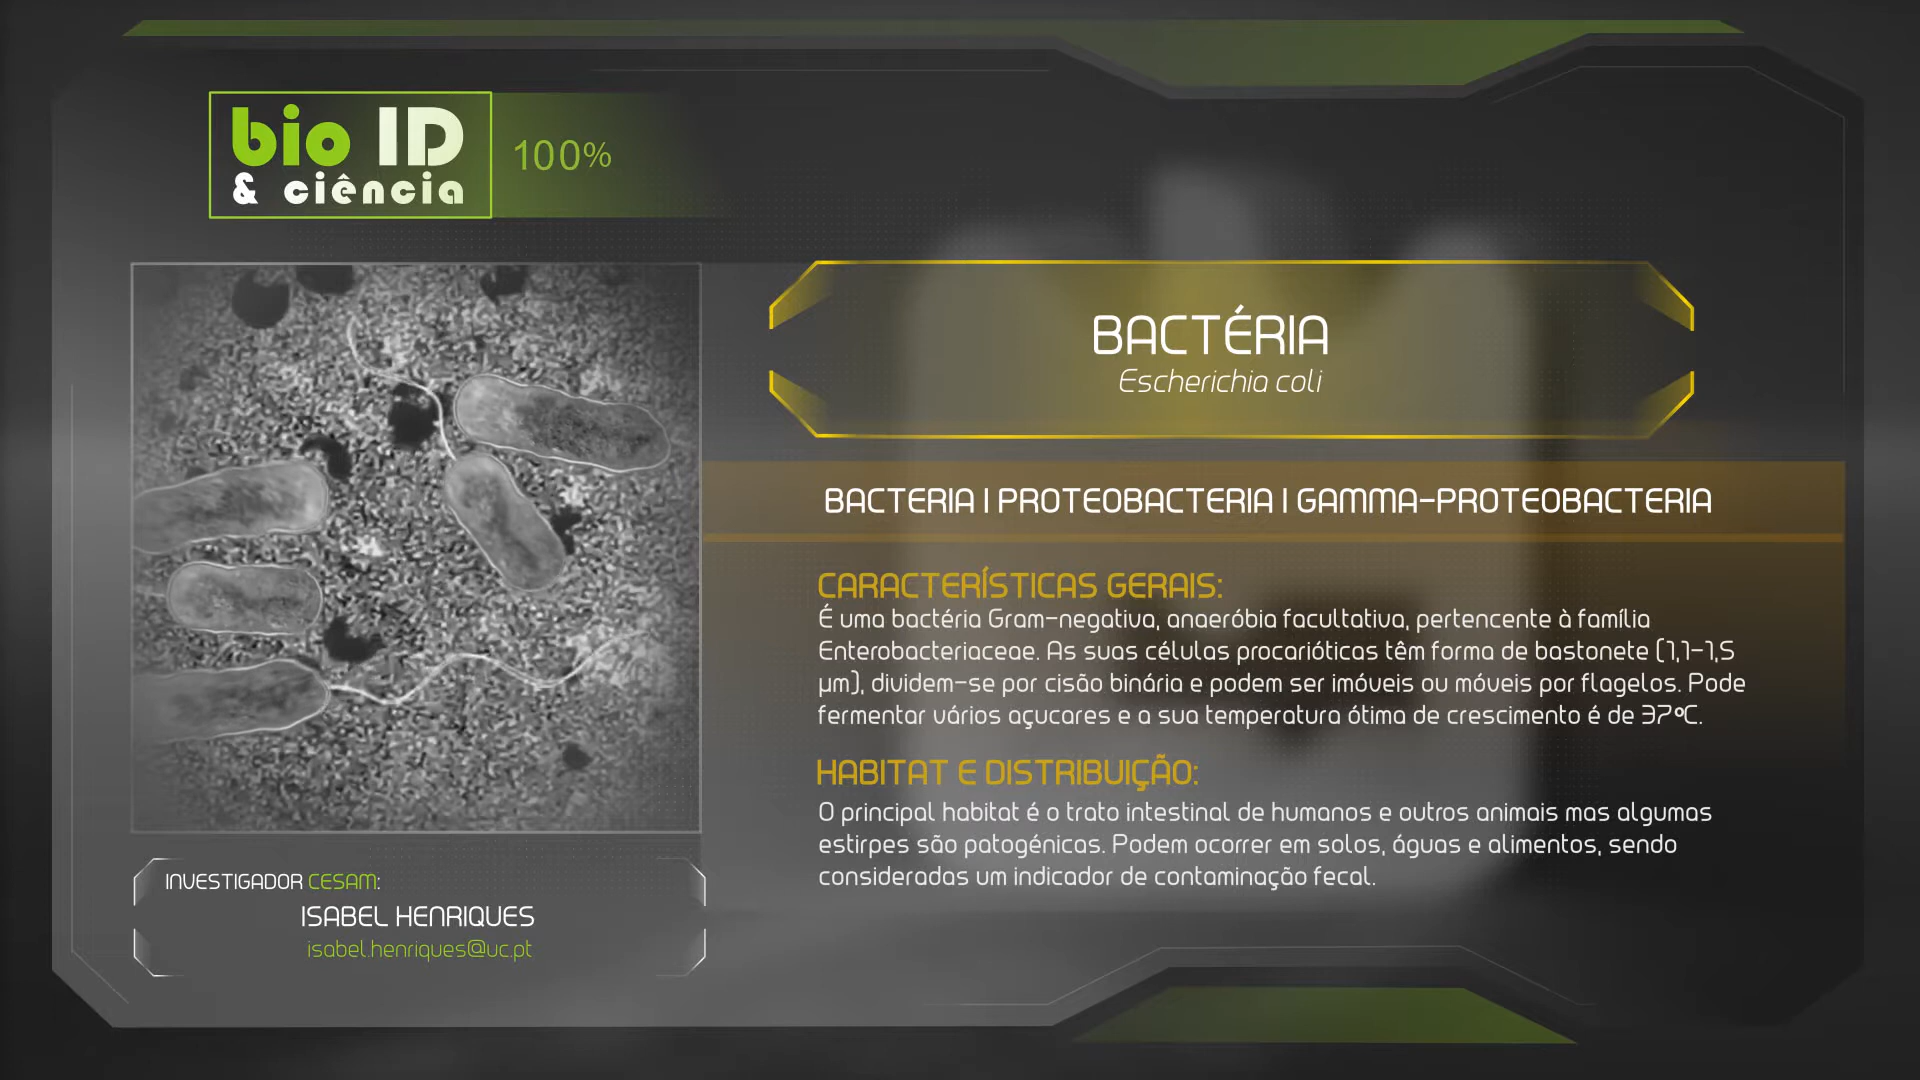 bio ID
& ciência
100%
BACTÉRIA
Escherichia coli
BACTERIA | PROTEOBACTERIA | GAMMA-PROTEOBACTERIA
CARACTERÍSTICAS GERAIS:
É uma bactéria Gram-negativa, anaeróbia facultativa, pertencente à família
Enterobacteriaceae. As suas células procarióticas têm forma de bastonete (1,1-1,5
µm), dividem-se por cisão binária e podem ser imóveis ou móveis por flagelos. Pode
fermentar vários açucares e a sua temperatura ótima de crescimento é de 37ºC.
HABITAT E DISTRIBUIÇÃO:
O principal habitat é o trato intestinal de humanos e outros animais mas algumas
estirpes são patogénicas. Podem ocorrer em solos, águas e alimentos, sendo
consideradas um indicador de contaminação fecal.
INVESTIGADOR CESAM:
ISABEL HENRIQUES
isabel.henriques@uc.pt